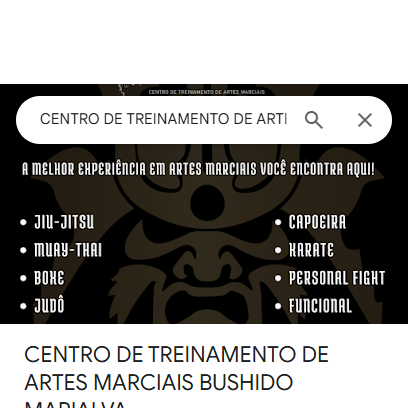 CENTRO DE TREINAMENTO DE ARTES MARCIAIS
CENTRO DE TREINAMENTO DE ARTI
A MELHOR EXPERIÊNCIA EM ARTES MARCIAIS VOCÊ ENCONTRA AQUI!
• JIU-JITSU
• MUAY-THAI
• BOXE
• JUDÔ
• CAPOEIRA
• KARATE
• PERSONAL FIGHT
• FUNCIONAL
CENTRO DE TREINAMENTO DE
ARTES MARCIAIS BUSHIDO
MARIALVA